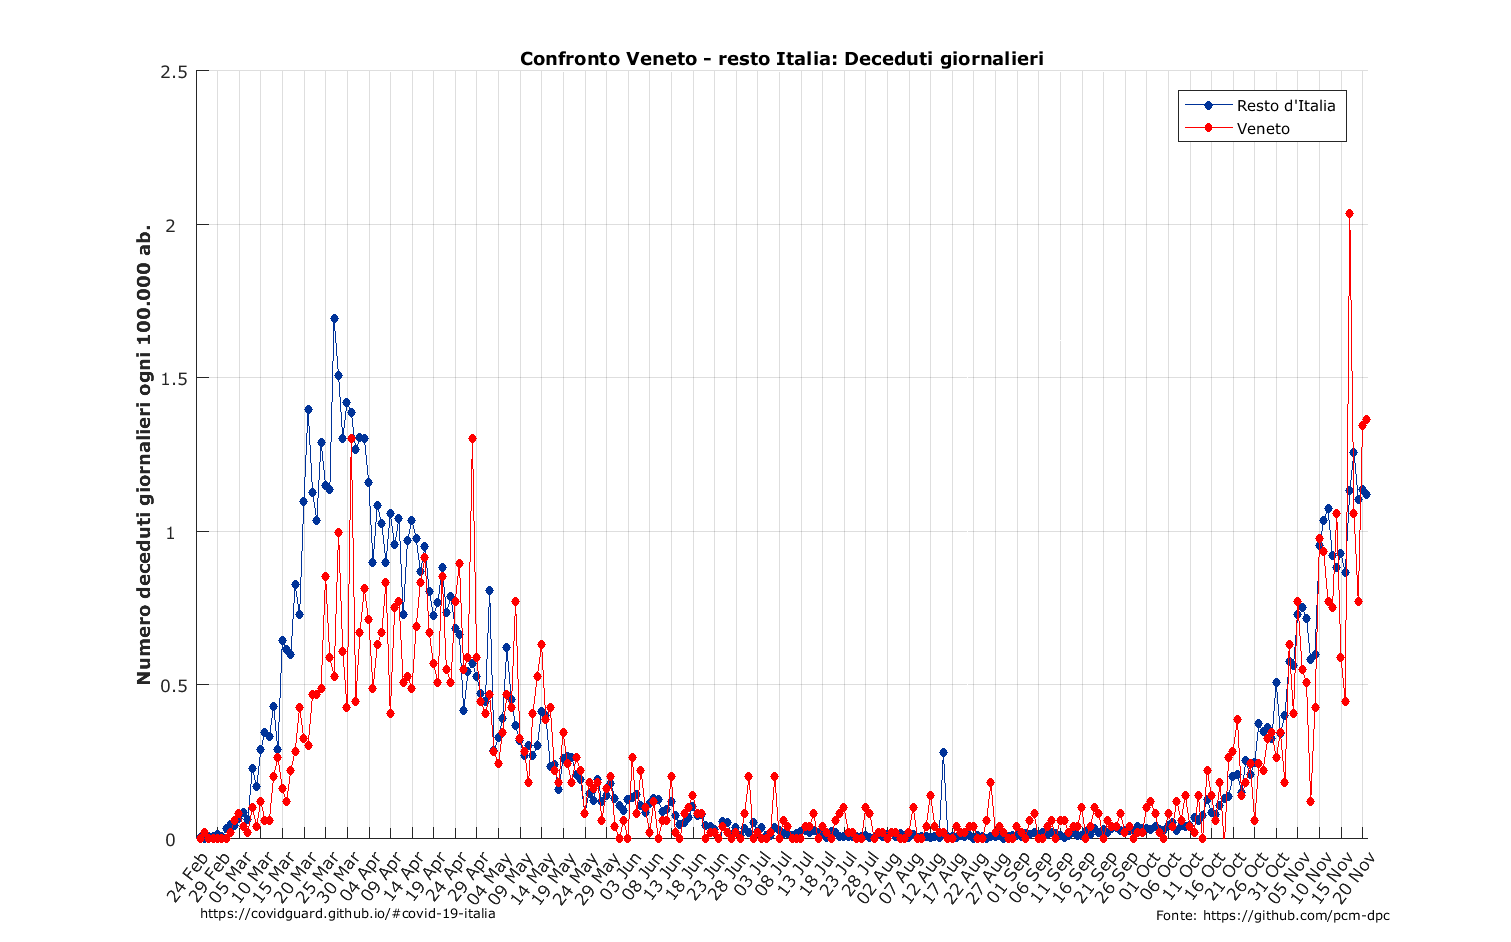 Confronto Veneto - resto Italia: Deceduti giornalieri
Numero deceduti giornalieri ogni 100.000 ab.
2.5
2
1.5
1
0.5
0
Resto d'Italia
Veneto
24 Feb
29 Feb
05 Mar
10 Mar
15 Mar
20 Mar
25 Mar
30 Mar
04 Apr
09 Apr
14 Apr
19 Apr
24 Apr
29 Apr
04 May
09 May
14 May
19 May
24 May
29 May
03 Jun
08 Jun
13 Jun
18 Jun
23 Jun
28 Jun
03 Jul
08 Jul
13 Jul
18 Jul
23 Jul
28 Jul
02 Aug
07 Aug
12 Aug
17 Aug
22 Aug
27 Aug
01 Sep
06 Sep
11 Sep
16 Sep
21 Sep
26 Sep
01 Oct
06 Oct
11 Oct
16 Oct
21 Oct
26 Oct
31 Oct
05 Nov
10 Nov
15 Nov
20 Nov
https://covidguard.github.io/#covid-19-italia
Fonte: https://github.com/pcm-dpc